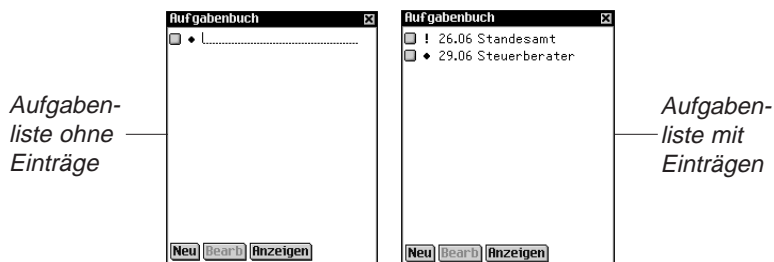 Aufgabenbuch
Aufgaben-
liste ohne
Einträge
Neu Bearb Anzeigen
Aufgabenbuch
! 26.06 Standesamt
29.06 Steuerberater
Neu Bearb Anzeigen
Aufgaben-
liste mit
Einträgen